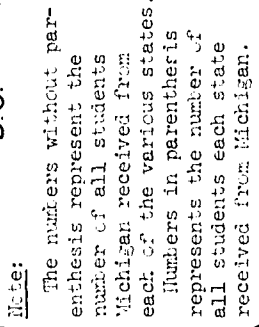 Note:
The numbers without par-
enthesis represent the
number of all students
Michigan received from
each of the various states.
Numbers in parenthesis
represents the number of
all students each state
received from Michigan.